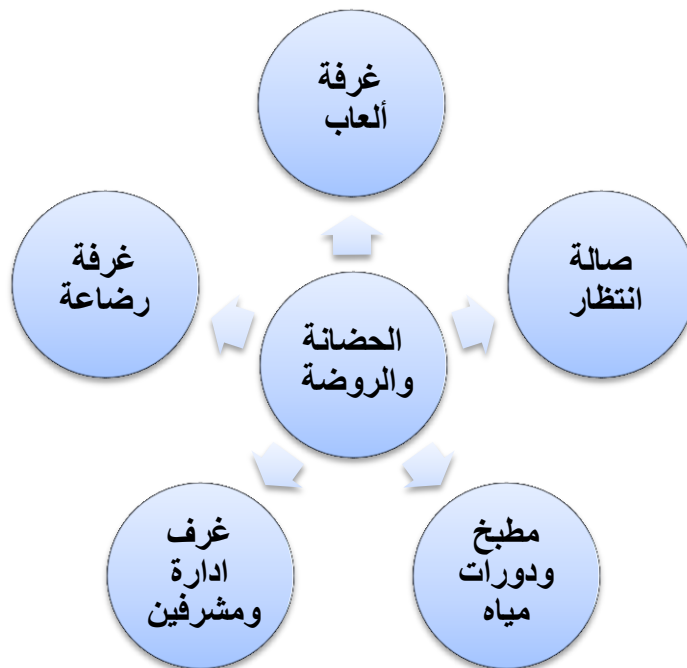 غرفة
ألعاب
صالة
انتظار
غرفة
رضاعة
الحضانة
والروضة
مطبخ
ودورات
مياه
غرف
ادارة
ومشرفين